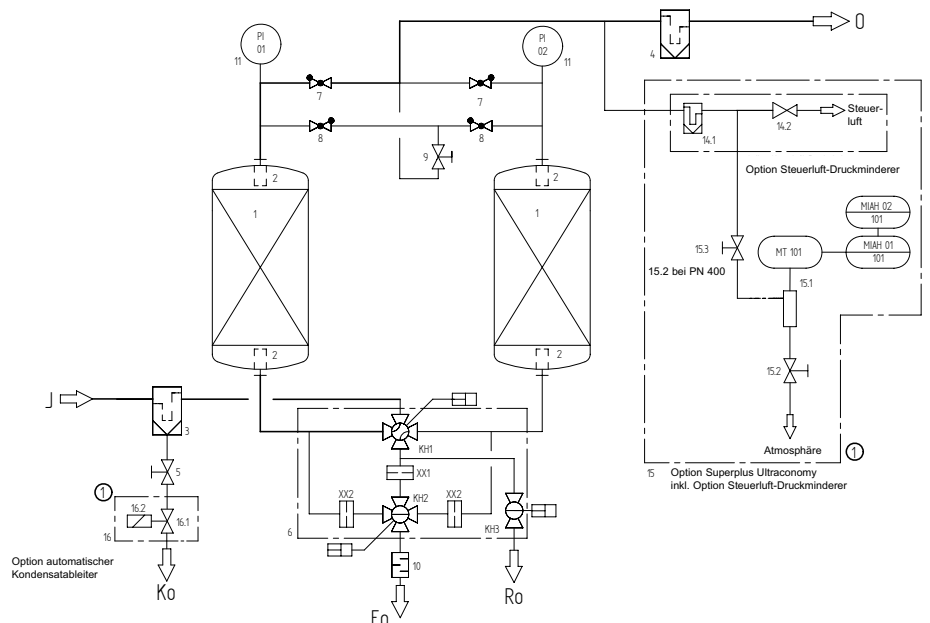 PI
01
11
PI
02
11
4
O
7
7
8
8
9
14.1
14.2
Steuer-
luft
Option Steuerluft-Druckminderer
2
1
2
2
1
2
MIAH 02
101
MIAH 01
101
MT 101
15.3
15.2 bei PN 400
15.1
15.2
Atmosphäre
1
15 Option Superplus Ultraconomy
inkl. Option Steuerluft-Druckminderer
J
3
5
KH1
XX1
XX2
KH2
XX2
KH3
6
10
1
16.2
16.1
16
Option automatischer
Kondensatableiter
Ko
Eo
Ro